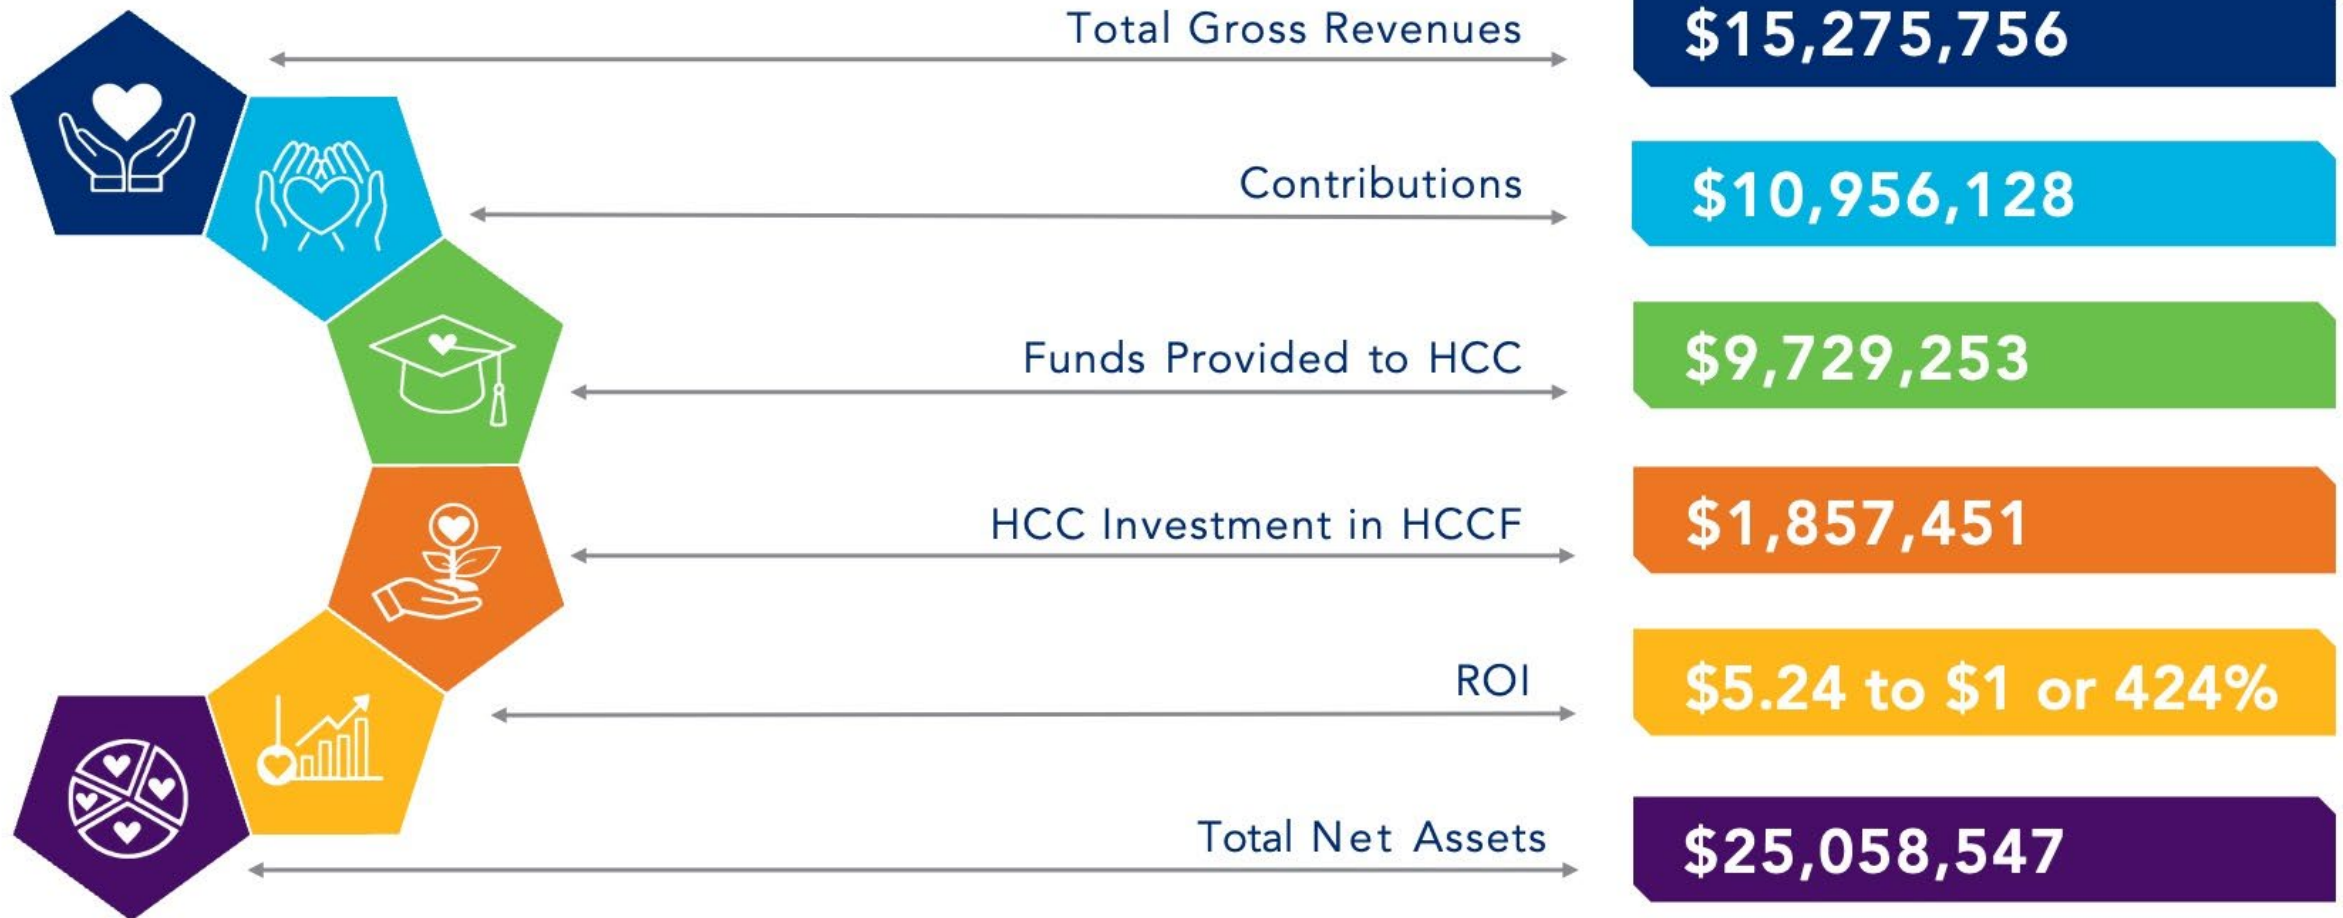 Total Gross Revenues
$15,275,756
Contributions
$10,956,128
Funds Provided to HCC
$9,729,253
HCC Investment in HCCF
$1,857,451
ROI
$5.24 to $1 or 424%
Total Net Assets
$25,058,547